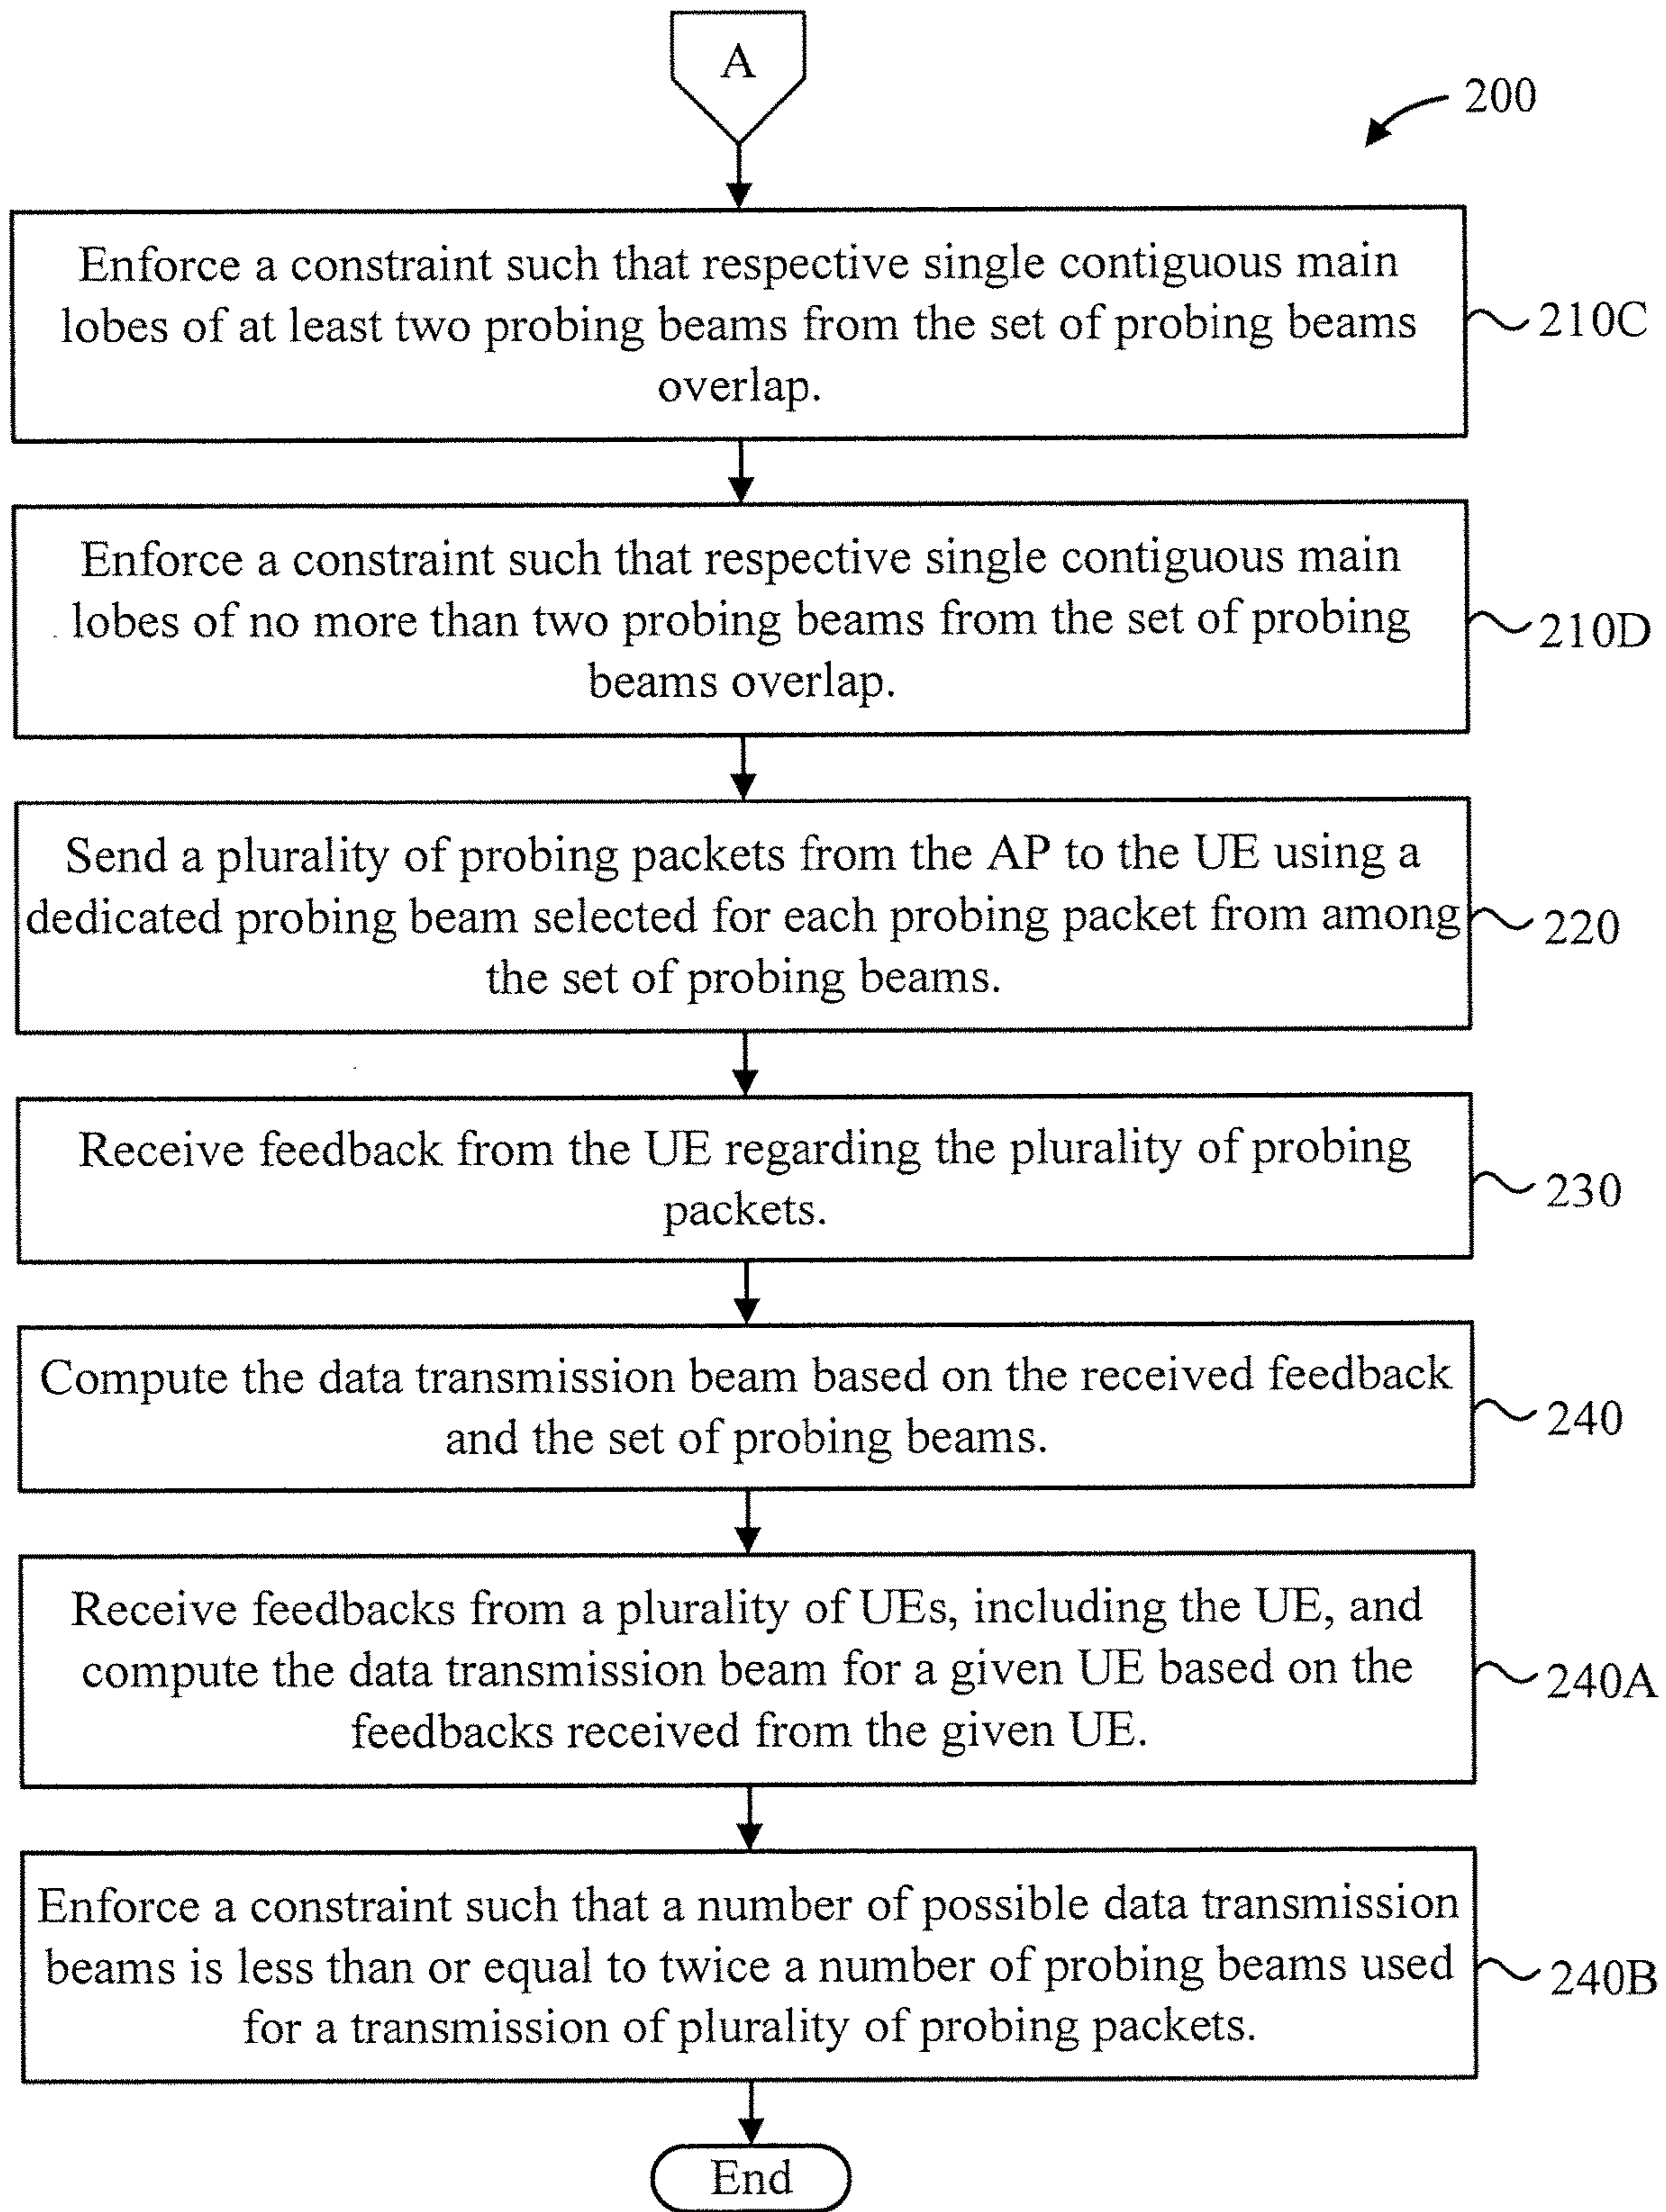 A
200
Enforce a constraint such that respective single contiguous main
lobes of at least two probing beams from the set of probing beams
overlap.
210C
Enforce a constraint such that respective single contiguous main
lobes of no more than two probing beams from the set of probing
beams overlap.
210D
Send a plurality of probing packets from the AP to the UE using a
dedicated probing beam selected for each probing packet from among
the set of probing beams.
220
Receive feedback from the UE regarding the plurality of probing
packets.
230
Compute the data transmission beam based on the received feedback
and the set of probing beams.
240
Receive feedbacks from a plurality of UEs, including the UE, and
compute the data transmission beam for a given UE based on the
feedbacks received from the given UE.
240A
Enforce a constraint such that a number of possible data transmission
beams is less than or equal to twice a number of probing beams used
for a transmission of plurality of probing packets.
240B
End